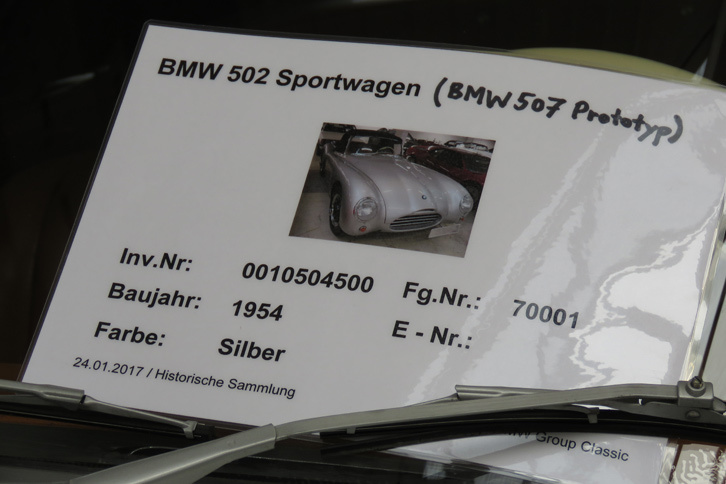 BMW 502 Sportwagen (BMW 507 Prototyp)
Inv.Nr: 0010504500 Fg.Nr.: 70001
Baujahr: 1954 E - Nr.:
Farbe: Silber
24.01.2017 / Historische Sammlung
BMW Group Classic